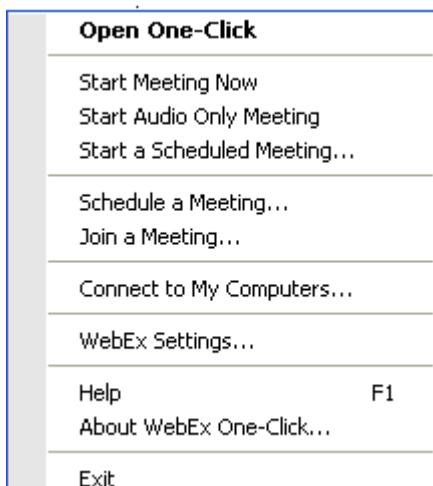 Open One-Click
Start Meeting Now
Start Audio Only Meeting
Start a Scheduled Meeting...
Schedule a Meeting...
Join a Meeting...
Connect to My Computers...
WebEx Settings...
Help F1
About WebEx One-Click...
Exit